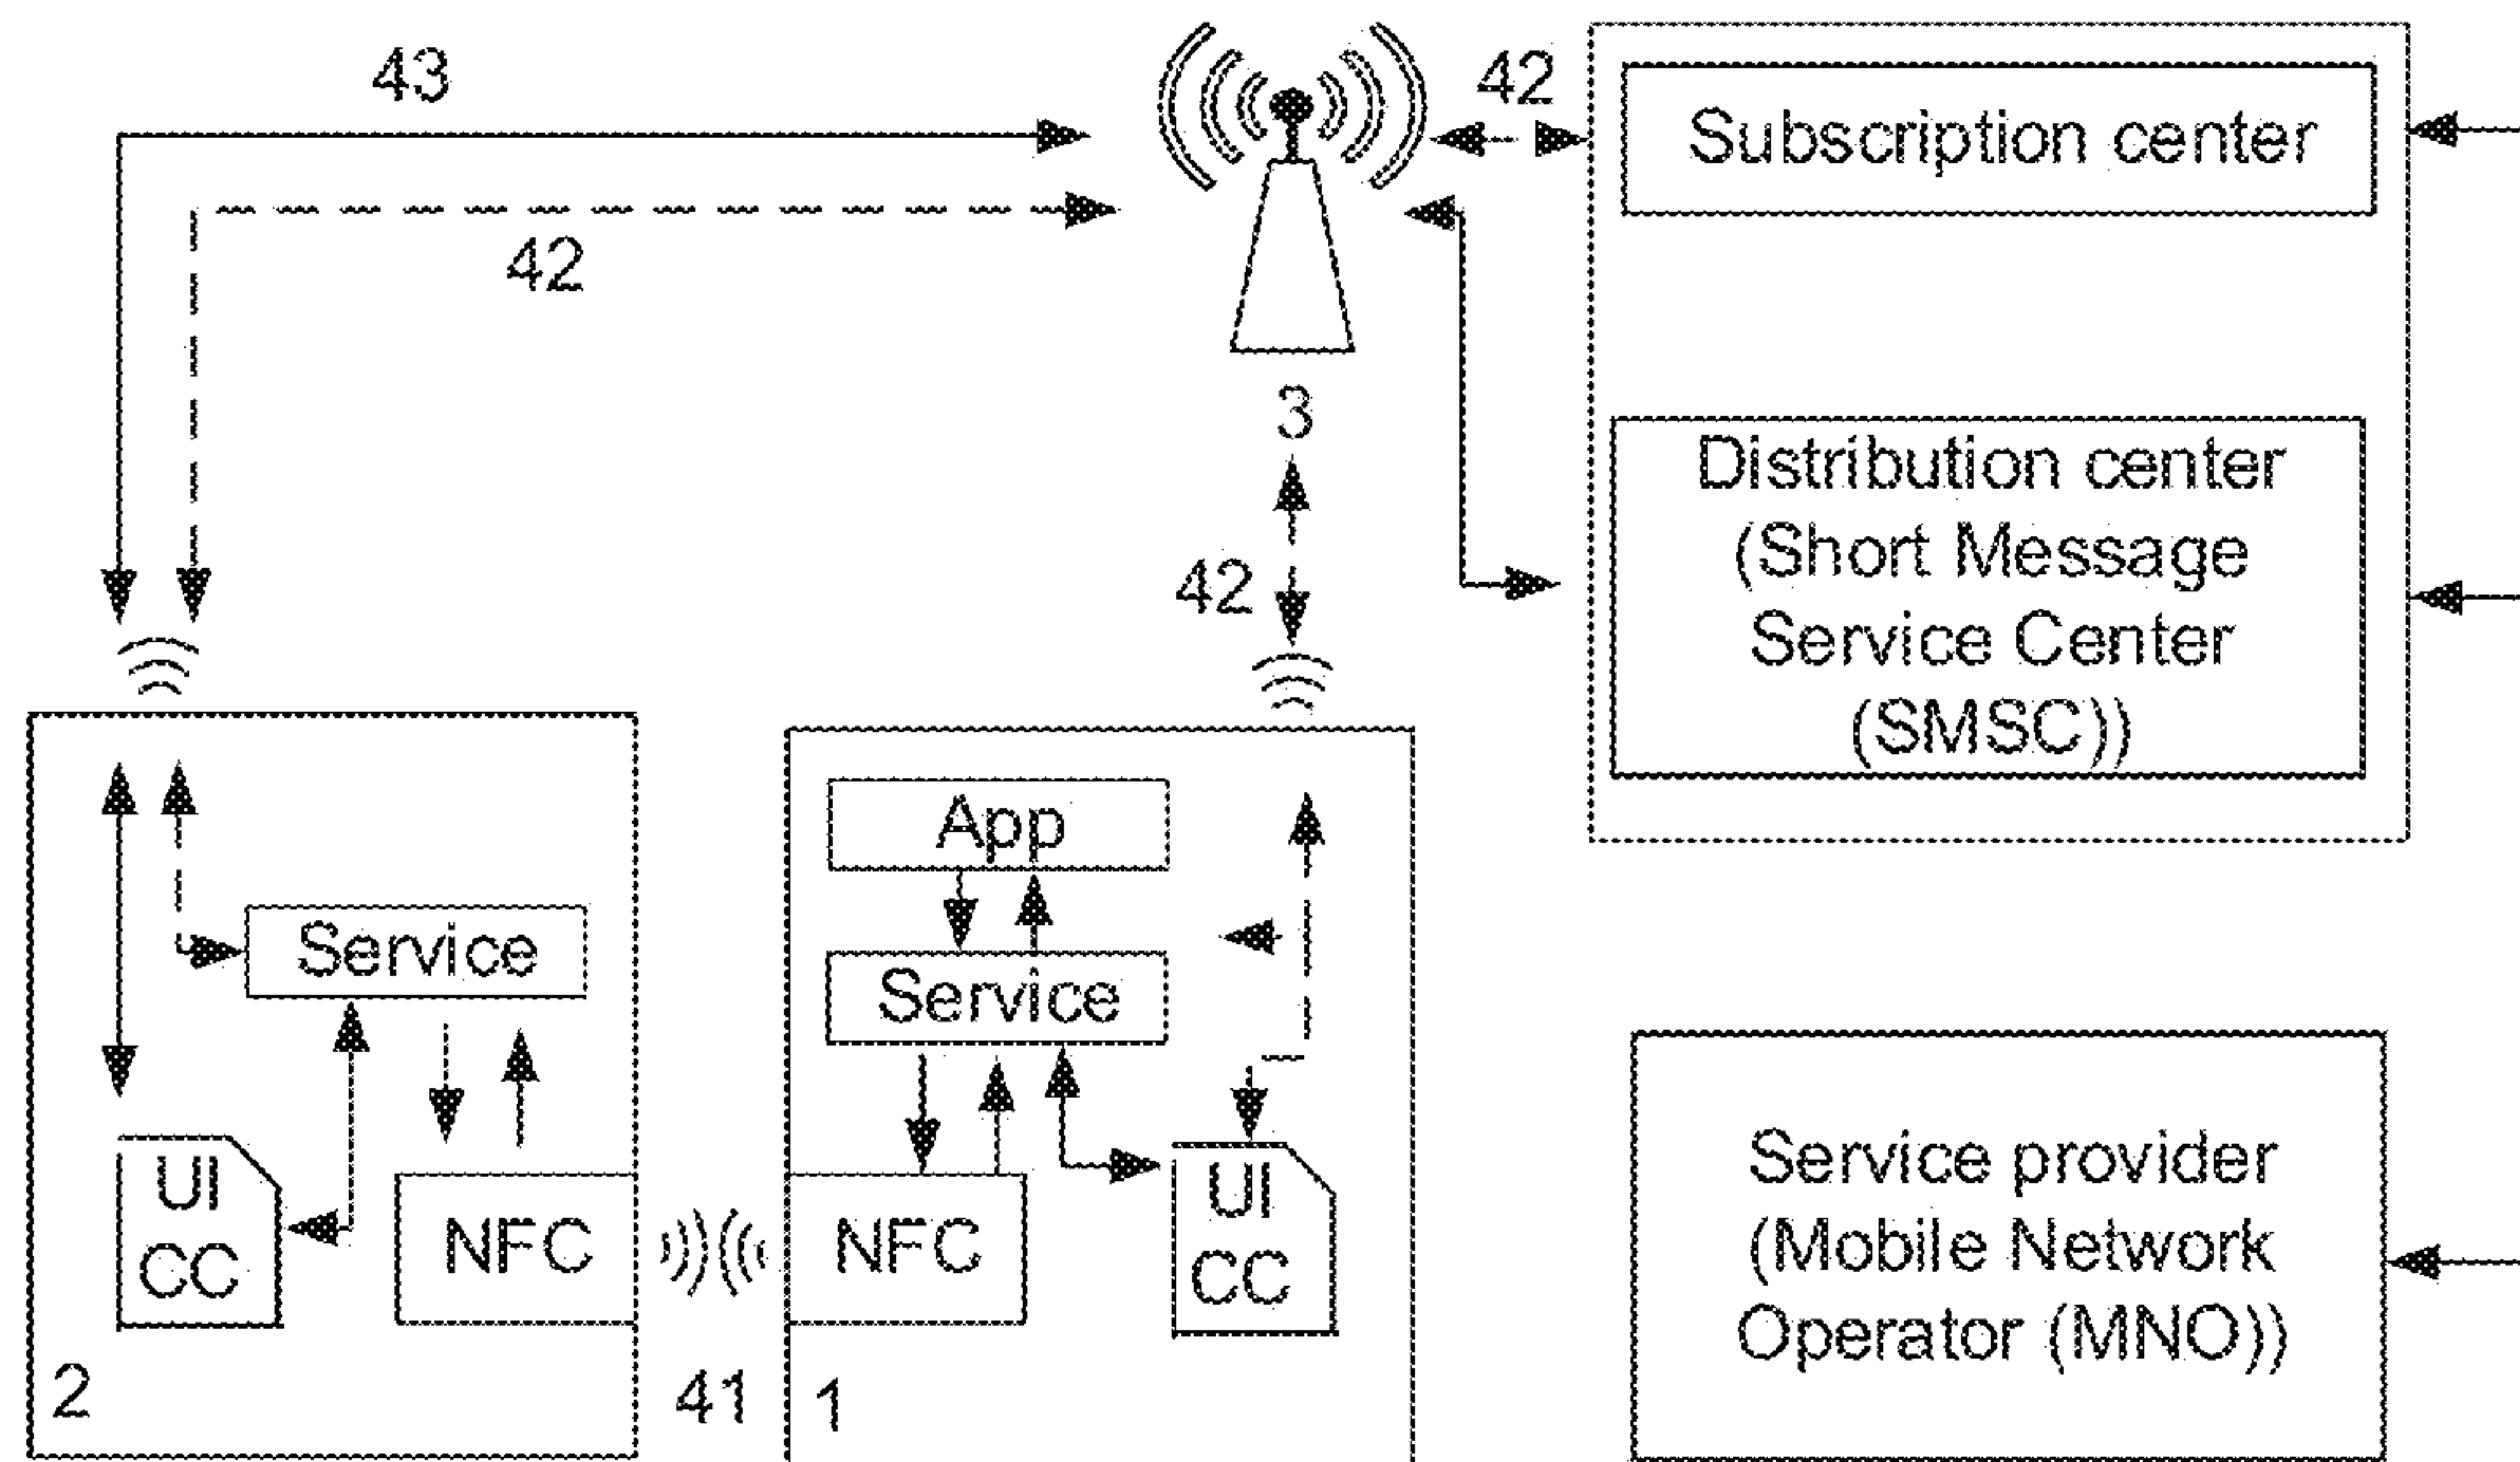 43
42
42
3
42
Subscription center
Distribution center
(Short Message
Service Center
(SMSC))
Service
UI
CC
NFC
2
41
App
Service
NFC
UI
CC
1
Service provider
(Mobile Network
Operator (MNO))